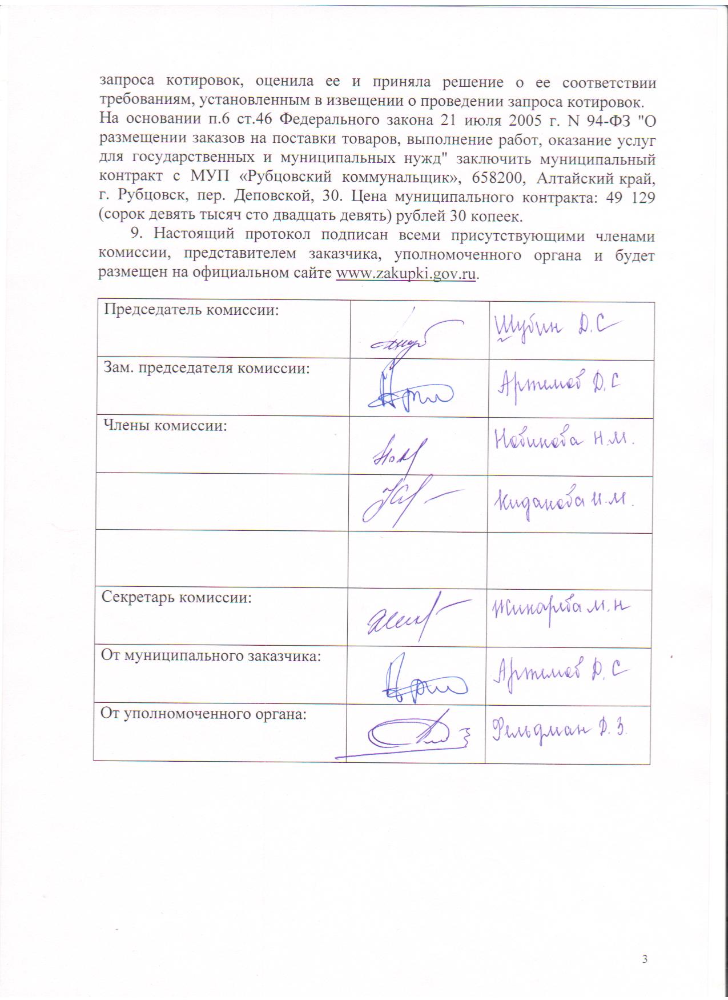 запроса котировок, оценила ее и приняла решение о ее соответствии
требованиям, установленным в извещении о проведении запроса котировок.
На основании п.6 ст.46 Федерального закона 21 июля 2005 г. N 94-ФЗ "О
размещении заказов на поставки товаров, выполнение работ, оказание услуг
для государственных и муниципальных нужд" заключить муниципальный
контракт с МУП «Рубцовский коммунальщик», 658200, Алтайский край,
г. Рубцовск, пер. Деповской, 30. Цена муниципального контракта: 49 129
(сорок девять тысяч сто двадцать девять) рублей 30 копеек.
9. Настоящий протокол подписан всеми присутствующими членами
комиссии, представителем заказчика, уполномоченного органа и будет
размещен на официальном сайте www.zakupki.gov.ru.
Председатель комиссии: Шубин Д.С
Зам. председателя комиссии: Артемов Д.С
Члены комиссии: Новикова Н.М.
Киданова И.М.
Секретарь комиссии: М.Н
От муниципального заказчика: Артемов Д.С
От уполномоченного органа: Фельдман Д.З.
3